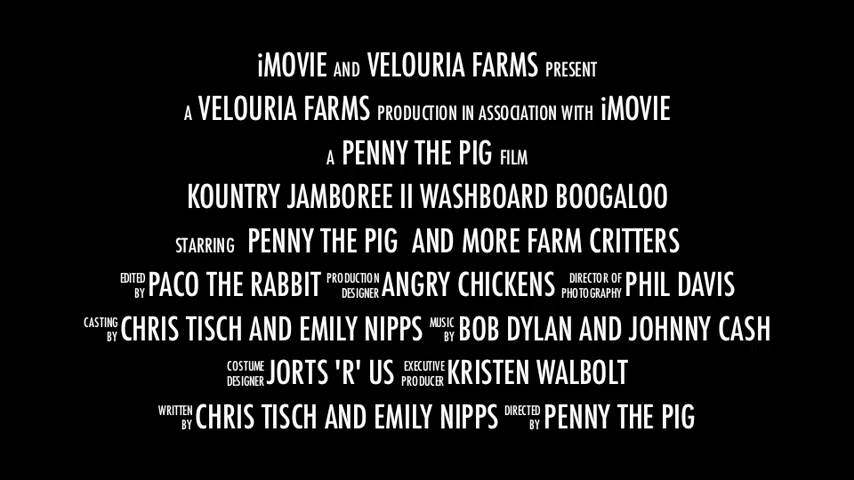 iMOVIE AND VELOURIA FARMS PRESENT
A VELOURIA FARMS PRODUCTION IN ASSOCIATION WITH iMOVIE
A PENNY THE PIG FILM
KOUNTRY JAMBOREE II WASHBOARD BOOGALOO
STARRING PENNY THE PIG AND MORE FARM CRITTERS
EDITED BY PACO THE RABBIT PRODUCTION DESIGNER ANGRY CHICKENS DIRECTOR OF PHOTOGRAPHY PHIL DAVIS
CASTING BY CHRIS TISCH AND EMILY NIPPS MUSIC BY BOB DYLAN AND JOHNNY CASH
COSTUME DESIGNER JORTS 'R' US EXECUTIVE PRODUCER KRISTEN WALBOLT
WRITTEN BY CHRIS TISCH AND EMILY NIPPS DIRECTED BY PENNY THE PIG